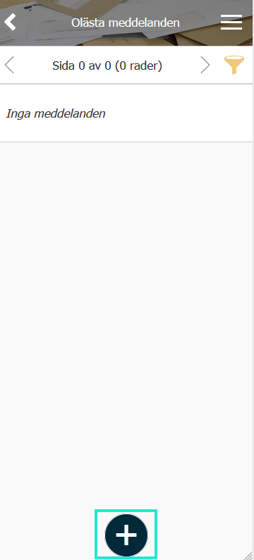 Olästa meddelanden
Sida 0 av 0 (0 rader)
Inga meddelanden